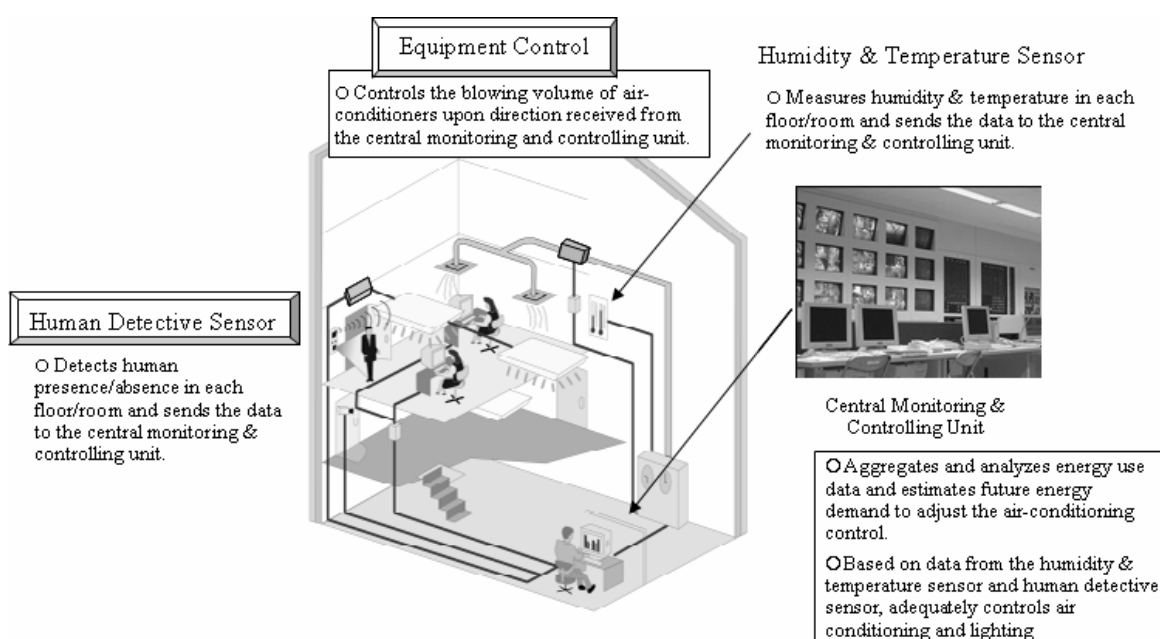 Equipment Control
O Controls the blowing volume of air-
conditioners upon direction received from
the central monitoring and controlling unit.
Humidity & Temperature Sensor
O Measures humidity & temperature in each
floor/room and sends the data to the central
monitoring & controlling unit.
Human Detective Sensor
O Detects human
presence/absence in each
floor/room and sends the data
to the central monitoring &
controlling unit.
Central Monitoring &
Controlling Unit
O Aggregates and analyzes energy use
data and estimates future energy
demand to adjust the air-conditioning
control.
O Based on data from the humidity &
temperature sensor and human detective
sensor, adequately controls air
conditioning and lighting